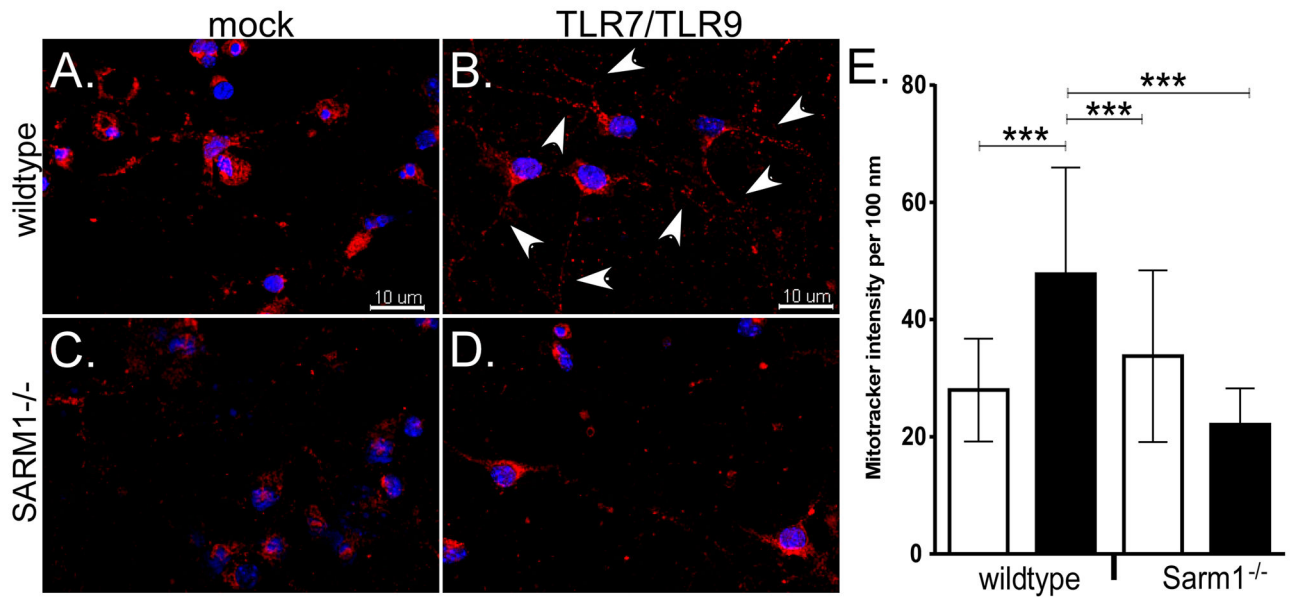 mock
TLR7/TLR9
wildtype
SARM1-/-
A.
10 um
B.
10 um
C.
D.
E.
Mitotracker intensity per 100 nm
80
60
40
20
0
***
***
***
wildtype
Sarm1-/-